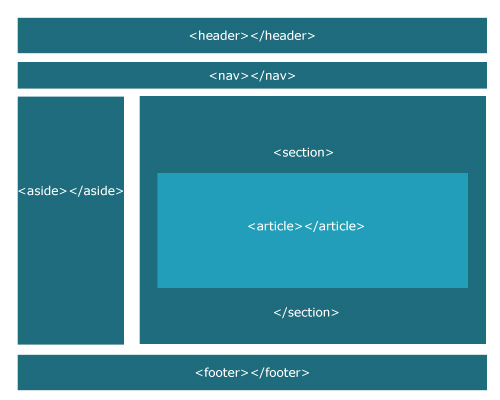 <header></header>
<nav></nav>
<aside></aside>
<section>
<article></article>
</section>
<footer></footer>